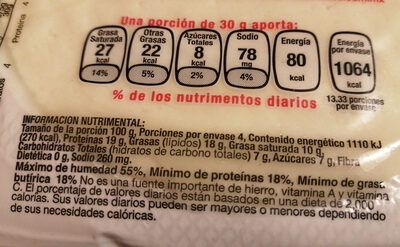 Proteína 4
Una porción de 30 g aporta:
Grasa Saturada 27 kcal 14%
Otras Grasas 22 kcal 5%
Azúcares Totales 8 kcal 2%
Sodio 78 mg 4%
Energía 80 kcal
Energía por envase 1064 kcal
% de los nutrimentos diarios
13.33 porciones por envase
INFORMACION NUTRIMENTAL:
Tamaño de la porción 100 g, Porciones por envase 4, Contenido energético 1110 kJ
(270 kcal), Proteínas 19 g, Grasas (lípidos) 18 g, Grasa saturada 10 g,
Carbohidratos Totales (hidratos de carbono totales) 7 g, Azúcares 7 g, Fibra
Dietética 0 g, Sodio 260 mg.
Máximo de humedad 55%, Mínimo de proteínas 18%, Mínimo de grasa
butírica 18% No es una fuente importante de hierro, vitamina A y vitamina
C. El porcentaje de valores diarios están basados en una dieta de 2,000
calorías. Sus valores diarios pueden ser mayores o menores dependiendo
de sus necesidades calóricas.